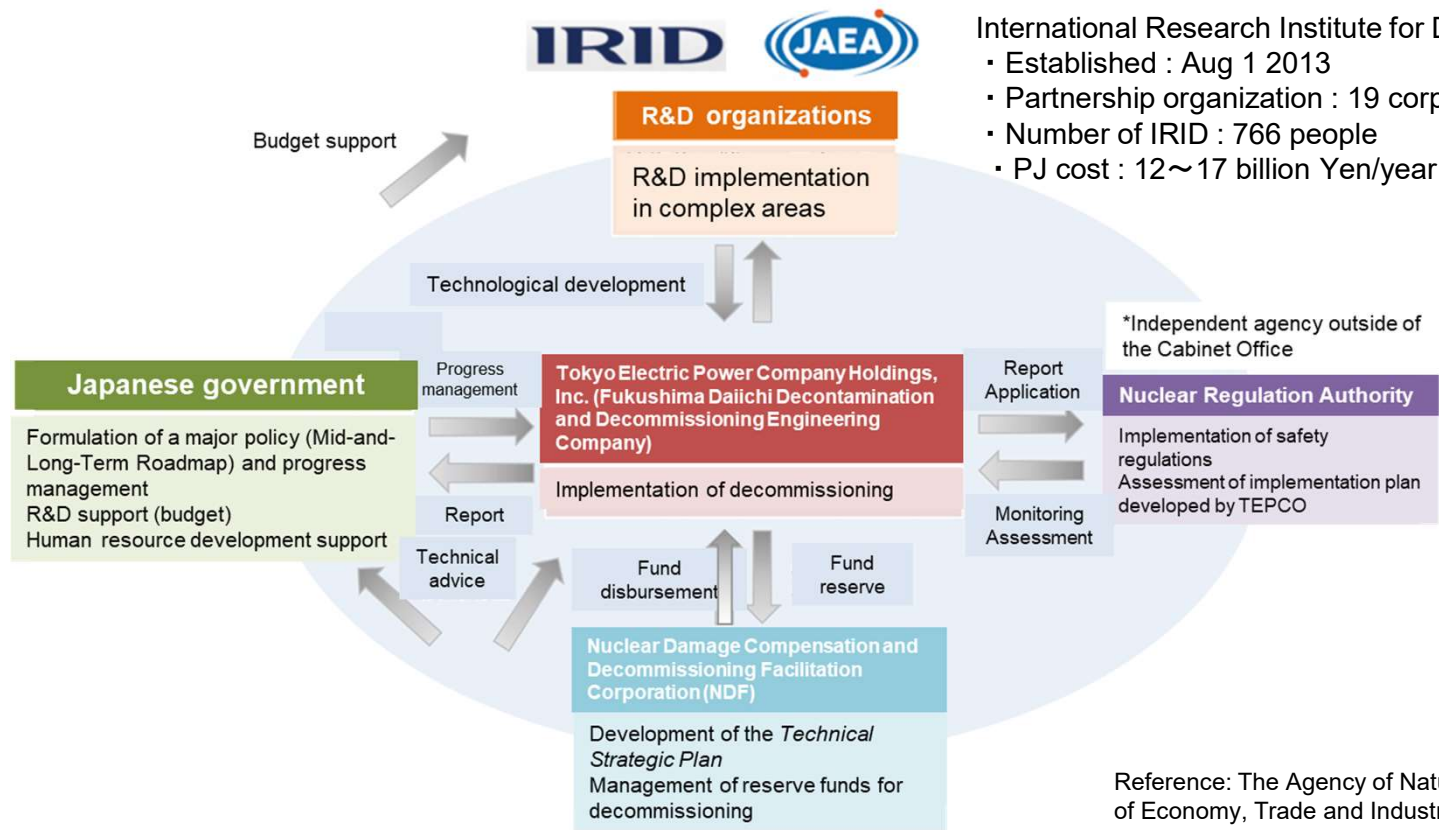 IRID
JAEA
International Research Institute for
・Established : Aug 1 2013
・Partnership organization : 19
・Number of IRID : 766 people
・PJ cost : 12～17 billion Yen/year
Budget support
R&D organizations
R&D implementation
in complex areas
Technological development
*Independent agency outside of
the Cabinet Office
Japanese government
Formulation of a major policy (Mid-and-
Long-Term Roadmap) and progress
management
R&D support (budget)
Human resource development support
Progress
management
Report
Technical
advice
Tokyo Electric Power Company Holdings,
Inc. (Fukushima Daiichi Decontamination
and Decommissioning Engineering
Company)
Implementation of decommissioning
Report
Application
Monitoring
Assessment
Nuclear Regulation Authority
Implementation of safety
regulations
Assessment of implementation plan
developed by TEPCO
Fund
disbursement
Fund
reserve
Nuclear Damage Compensation and
Decommissioning Facilitation
Corporation (NDF)
Development of the Technical
Strategic Plan
Management of reserve funds for
decommissioning
Reference: The Agency of
of Economy, Trade and